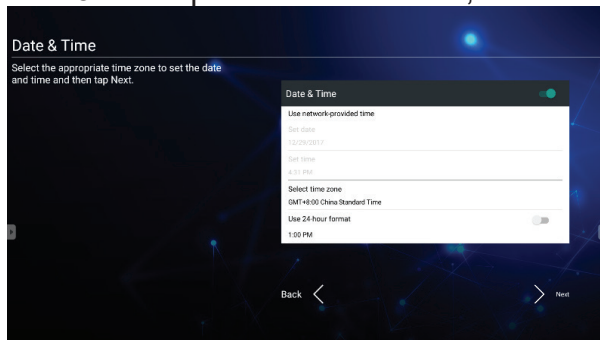 Date & Time
Select the appropriate time zone to set the date
and time and then tap Next.
Date & Time
Use network-provided time
Set date
12/29/2017
Set time
4:51 PM
Select time zone
GMT+8:00 China Standard Time
Use 24-hour format
1:00 PM
Back
Next